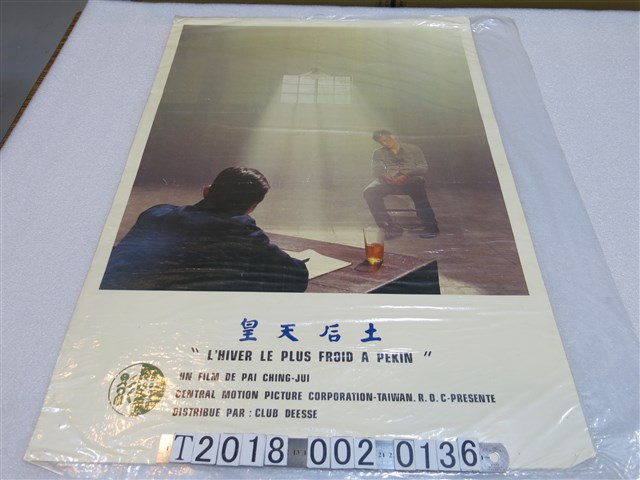 皇天后土
" L'HIVER LE PLUS FROID A PEKIN "
UN FILM DE PAI CHING-JUI
CENTRAL MOTION PICTURE CORPORATION-TAIWAN. R. O. C-PRESENTE
DISTRIBUE PAR : CLUB DEESSE
T2018 002 0136